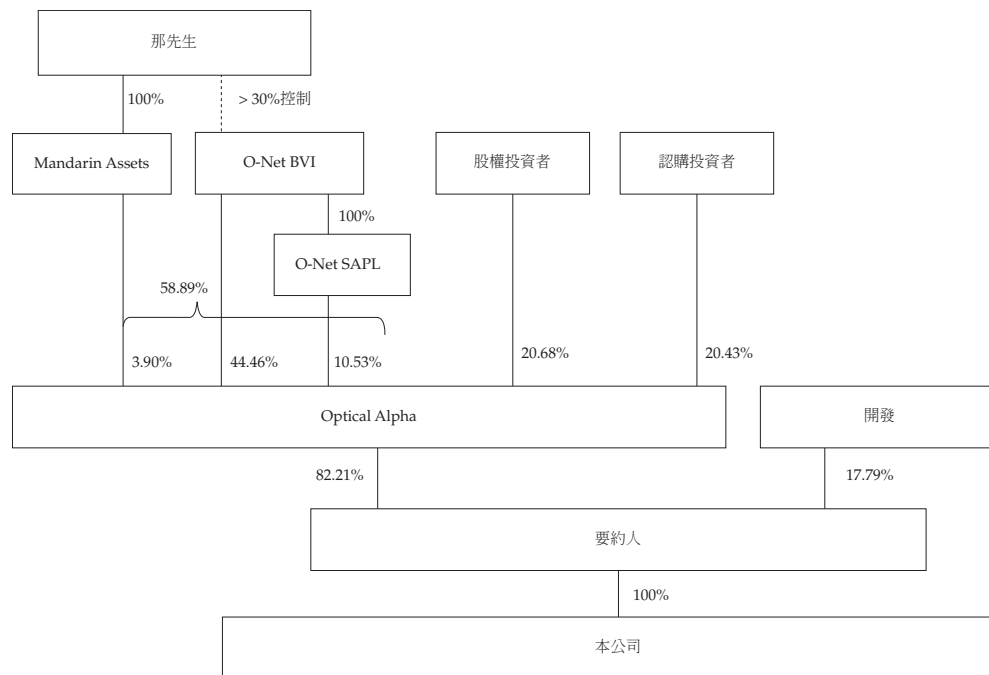 那先生
100%
> 30%控制
Mandarin Assets
O-Net BVI
股權投資者
認購投資者
100%
O-Net SAPL
58.89%
3.90%
44.46%
10.53%
20.68%
20.43%
Optical Alpha
開發
82.21%
17.79%
要約人
100%
本公司